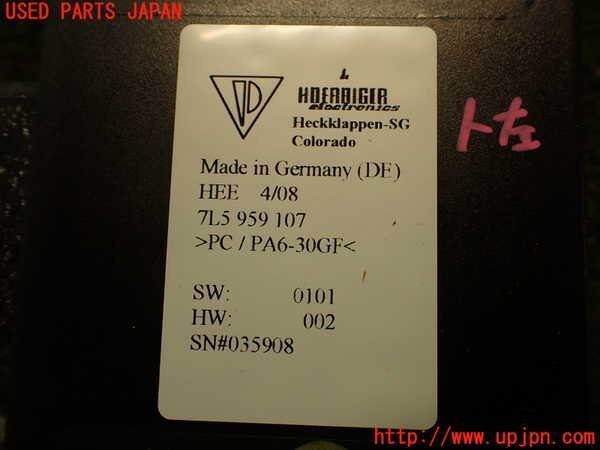 USED PARTS JAPAN
HOERBIGER
electronics
Heckklappen-SG
Colorado
ト左
Made in Germany (DE)
HEE 4/08
7L5 959 107
>PC / PA6-30GF<
SW: 0101
HW: 002
SN#035908
http://www.upjpn.com/